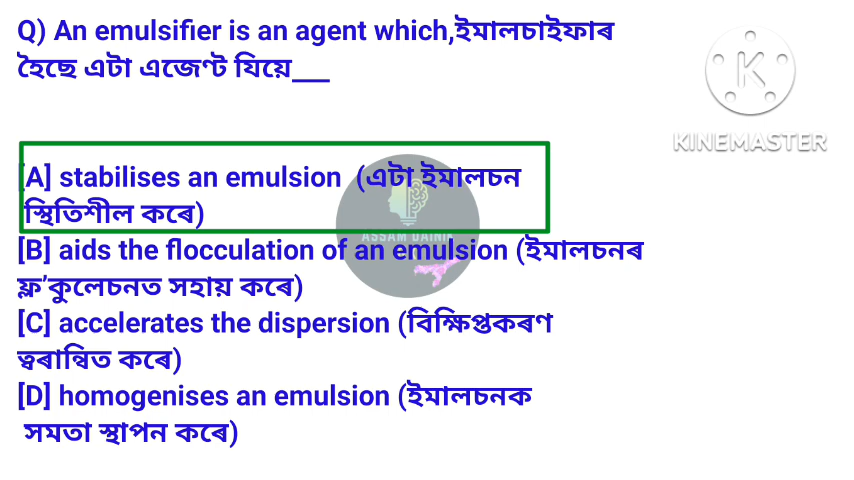 Q) An emulsifier is an agent which,ইমালচাইফাৰ
হৈছে এটা এজেণ্ট যিয়ে___
KINEMASTER
[A] stabilises an emulsion (এটা ইমালচন
স্থিতিশীল কৰে)
ASSAM DAINIK
[B] aids the flocculation of an emulsion (ইমালচনৰ
ফ্ল'কুলেচনত সহায় কৰে)
[C] accelerates the dispersion (বিক্ষিপ্তকৰণ
ত্বৰান্বিত কৰে)
[D] homogenises an emulsion (ইমালচনক
সমতা স্থাপন কৰে)